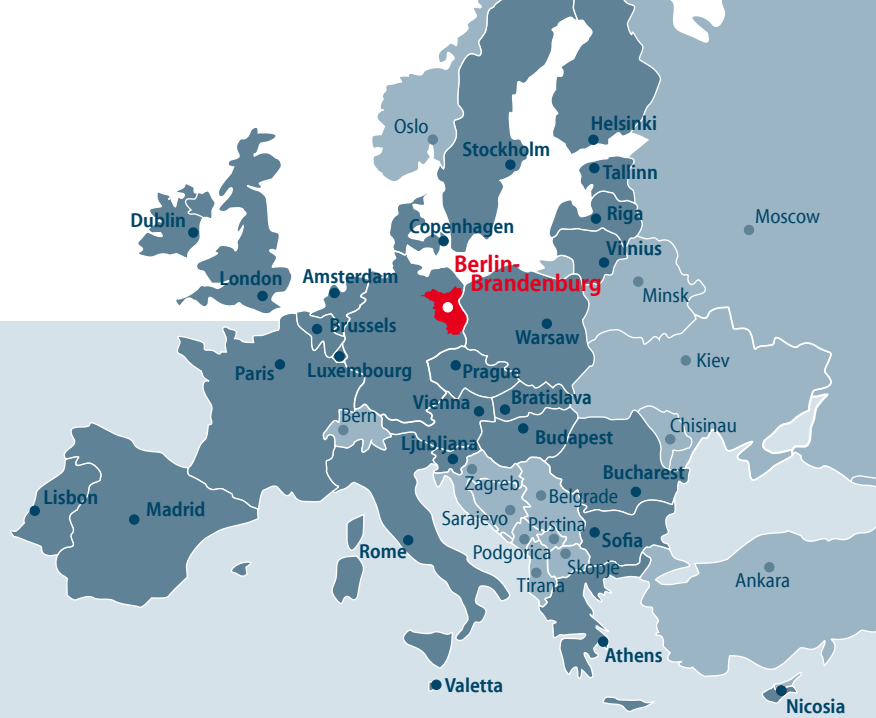 Oslo
Helsinki
Stockholm
Tallinn
Riga
Dublin
Moscow
Copenhagen
Vilnius
Berlin-
Brandenburg
London
Amsterdam
Minsk
Brussels
Warsaw
Paris
Luxembourg
Prague
Kiev
Vienna
Bratislava
Bern
Chisinau
Ljubljana
Budapest
Zagreb
Bucharest
Lisbon
Belgrade
Madrid
Sarajevo
Pristina
Rome
Podgorica
Sofia
Skopje
Tirana
Ankara
Athens
Valetta
Nicosia